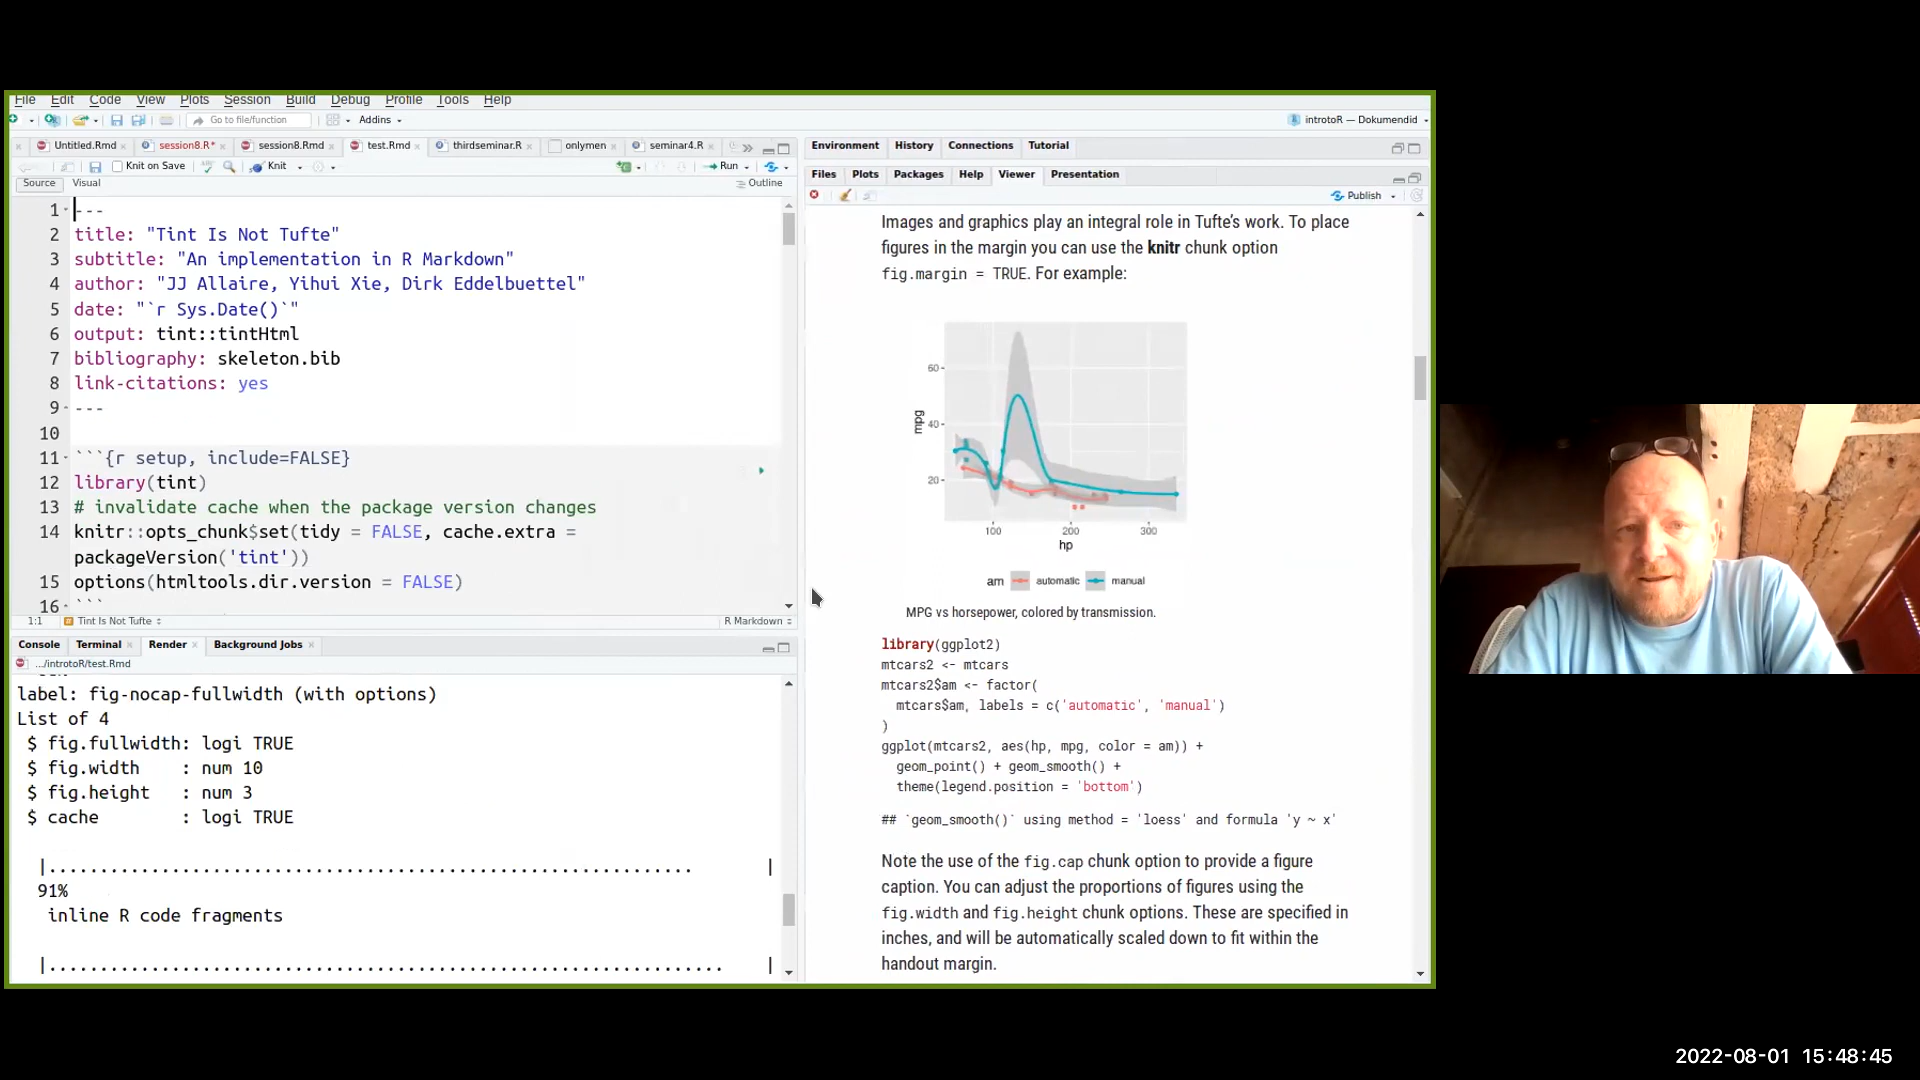 File Edit Code View Plots Session Build Debug Profile Tools Help
Go to file/function Addins introtoR — Dokumendid
Untitled.Rmd session8.R* session8.Rmd test.Rmd thirdseminar.R onlymen seminar4.R
Knit on Save Knit Run
Source Visual Outline
1 ---
2 title: "Tint Is Not Tufte"
3 subtitle: "An implementation in R Markdown"
4 author: "JJ Allaire, Yihui Xie, Dirk Eddelbuettel"
5 date: "`r Sys.Date()`"
6 output: tint::tintHtml
7 bibliography: skeleton.bib
8 link-citations: yes
9 ---
10
11 ```{r setup, include=FALSE}
12 library(tint)
13 # invalidate cache when the package version changes
14 knitr::opts_chunk$set(tidy = FALSE, cache.extra =
packageVersion('tint'))
15 options(htmltools.dir.version = FALSE)
16 ```
1:1 Tint Is Not Tufte R Markdown
Console Terminal Render Background Jobs
.../introtoR/test.Rmd
label: fig-nocap-fullwidth (with options)
List of 4
$ fig.fullwidth: logi TRUE
$ fig.width : num 10
$ fig.height : num 3
$ cache : logi TRUE
|............................................................... |
91%
inline R code fragments
|.................................................................. |
Environment History Connections Tutorial
Files Plots Packages Help Viewer Presentation
Publish
Images and graphics play an integral role in Tufte's work. To place
figures in the margin you can use the knitr chunk option
fig.margin = TRUE. For example:
60
40
20
mpg
100 200 300
hp
am automatic manual
MPG vs horsepower, colored by transmission.
library(ggplot2)
mtcars2 <- mtcars
mtcars2$am <- factor(
mtcars$am, labels = c('automatic', 'manual')
)
ggplot(mtcars2, aes(hp, mpg, color = am)) +
geom_point() + geom_smooth() +
theme(legend.position = 'bottom')
## `geom_smooth()` using method = 'loess' and formula 'y ~ x'
Note the use of the fig.cap chunk option to provide a figure
caption. You can adjust the proportions of figures using the
fig.width and fig.height chunk options. These are specified in
inches, and will be automatically scaled down to fit within the
handout margin.
2022-08-01 15:48:45